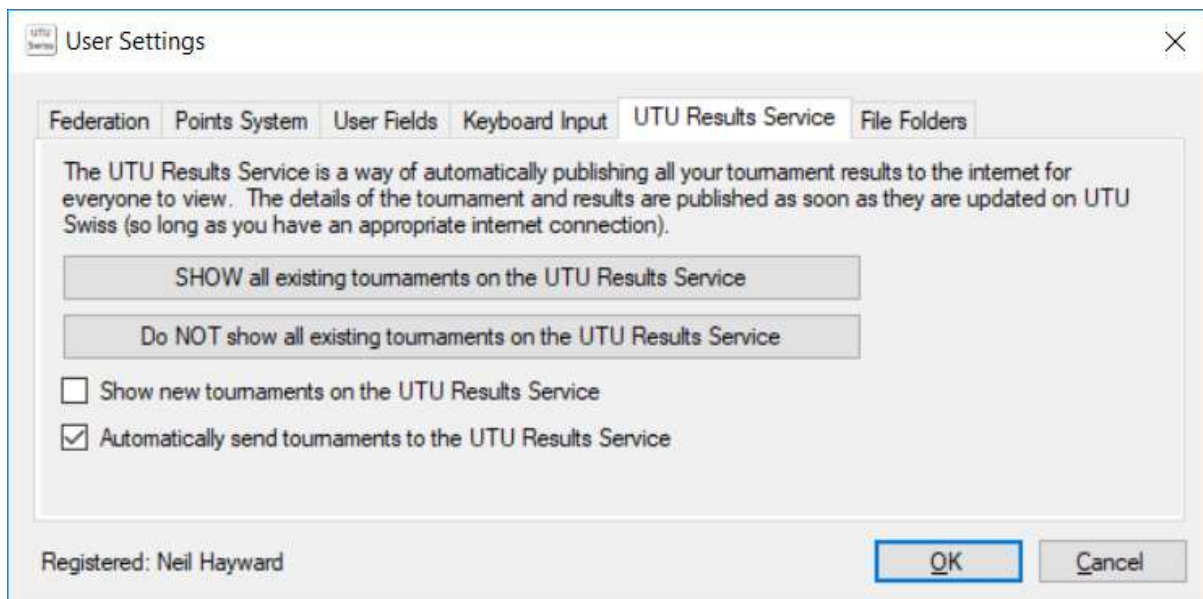 UTU
Swiss
User Settings
Federation Points System User Fields Keyboard Input UTU Results Service File Folders
The UTU Results Service is a way of automatically publishing all your tournament results to the internet for
everyone to view. The details of the tournament and results are published as soon as they are updated on UTU
Swiss (so long as you have an appropriate internet connection).
SHOW all existing tournaments on the UTU Results Service
Do NOT show all existing tournaments on the UTU Results Service
Show new tournaments on the UTU Results Service
Automatically send tournaments to the UTU Results Service
Registered: Neil Hayward
OK Cancel